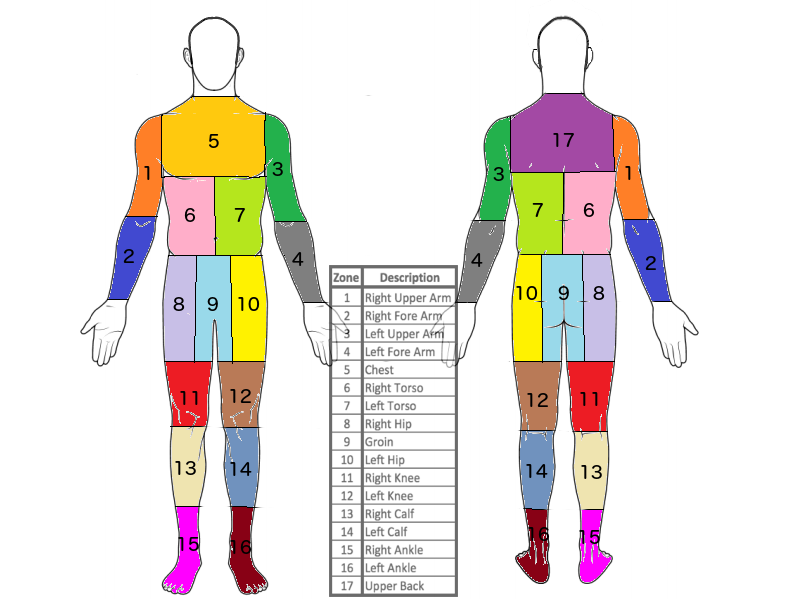 5
1
3
6
7
2
4
8
9
10
11
12
13
14
15
16
Zone Description
1 Right Upper Arm
2 Right Fore Arm
3 Left Upper Arm
4 Left Fore Arm
5 Chest
6 Right Torso
7 Left Torso
8 Right Hip
9 Groin
10 Left Hip
11 Right Knee
12 Left Knee
13 Right Calf
14 Left Calf
15 Right Ankle
16 Left Ankle
17 Upper Back
17
3
1
7
6
4
2
10
9
8
12
11
14
13
16
15